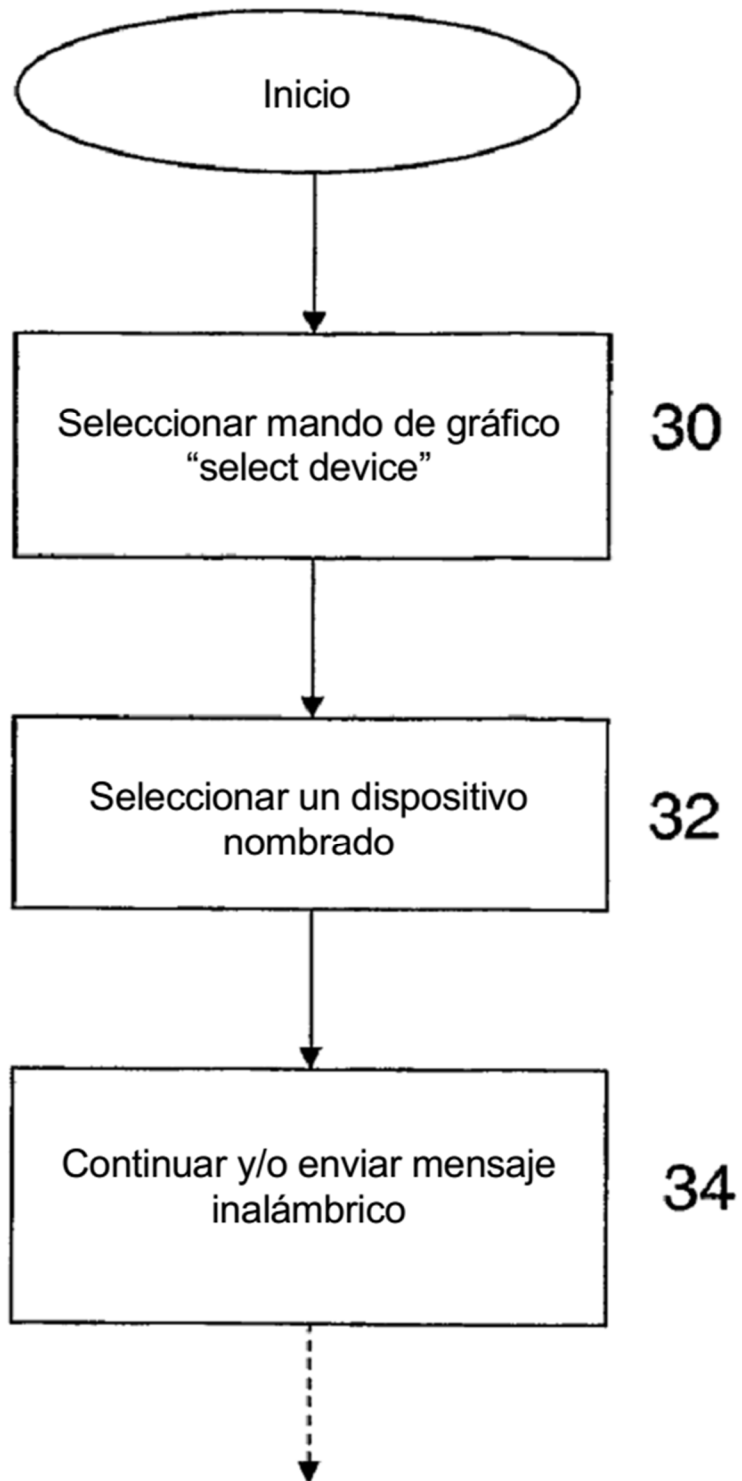 Inicio
Seleccionar mando de gráfico
“select device”
30
Seleccionar un dispositivo
nombrado
32
Continuar y/o enviar mensaje
inalámbrico
34